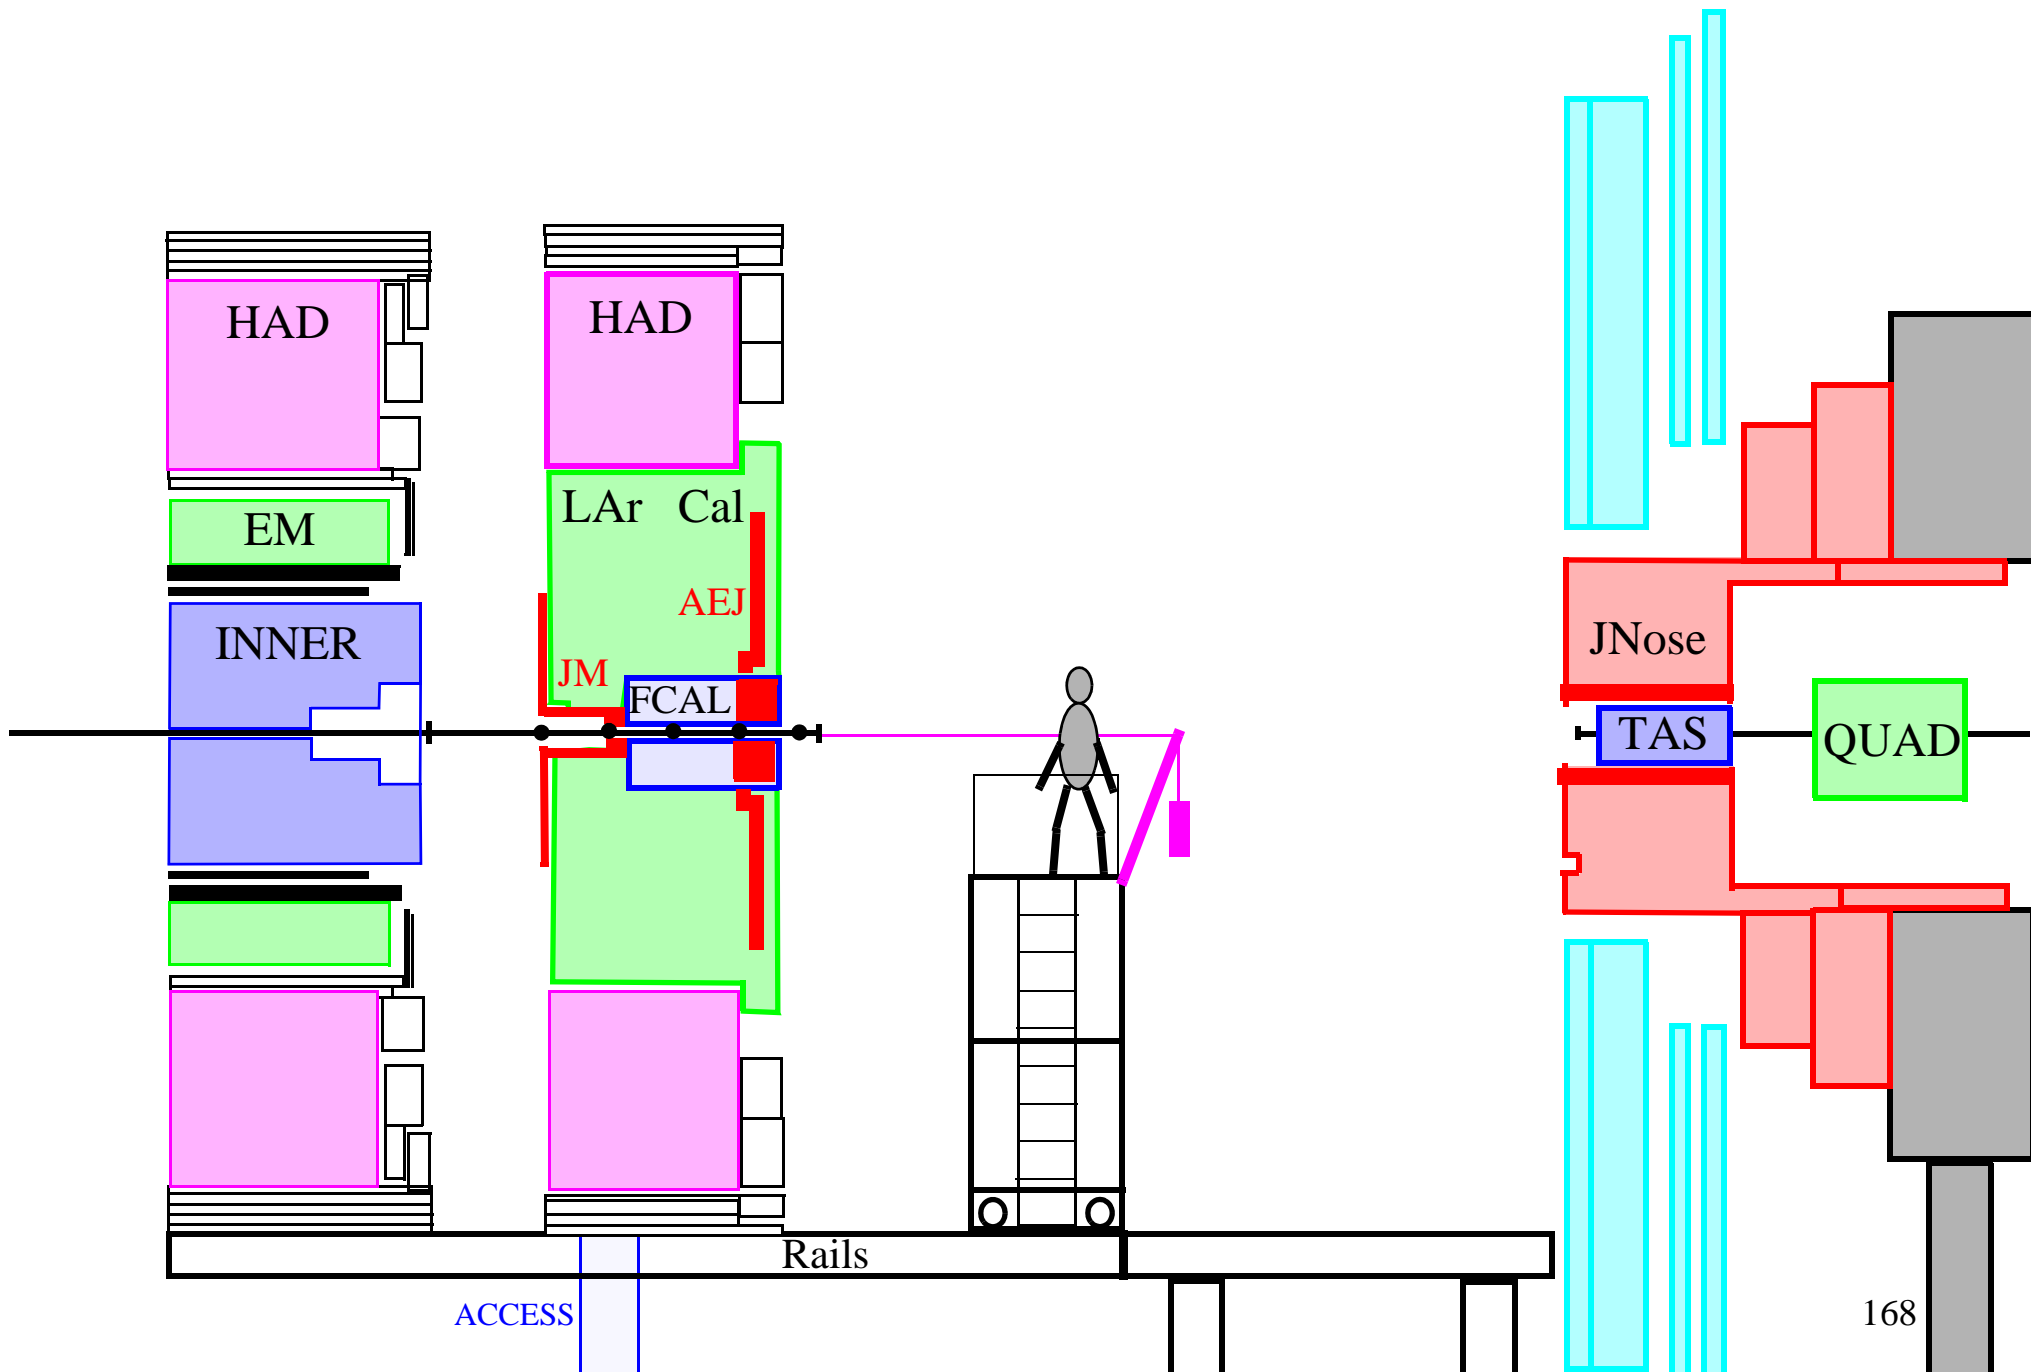 HAD
HAD
LAr Cal
EM
AEJ
INNER
JNose
JM
FCAL
TAS
QUAD
Rails
ACCESS
168